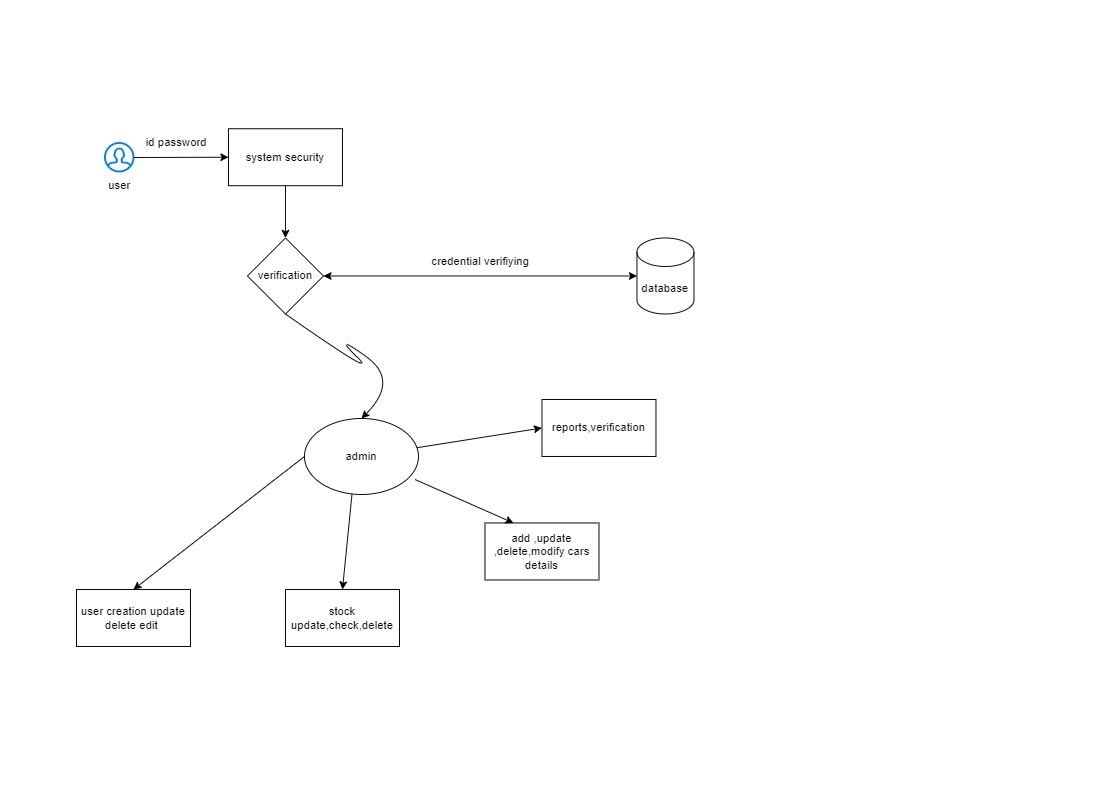 id password
system security
user
verification
credential verifiying
database
reports,verification
admin
add ,update
,delete,modify cars
details
user creation update
delete edit
stock
update,check,delete